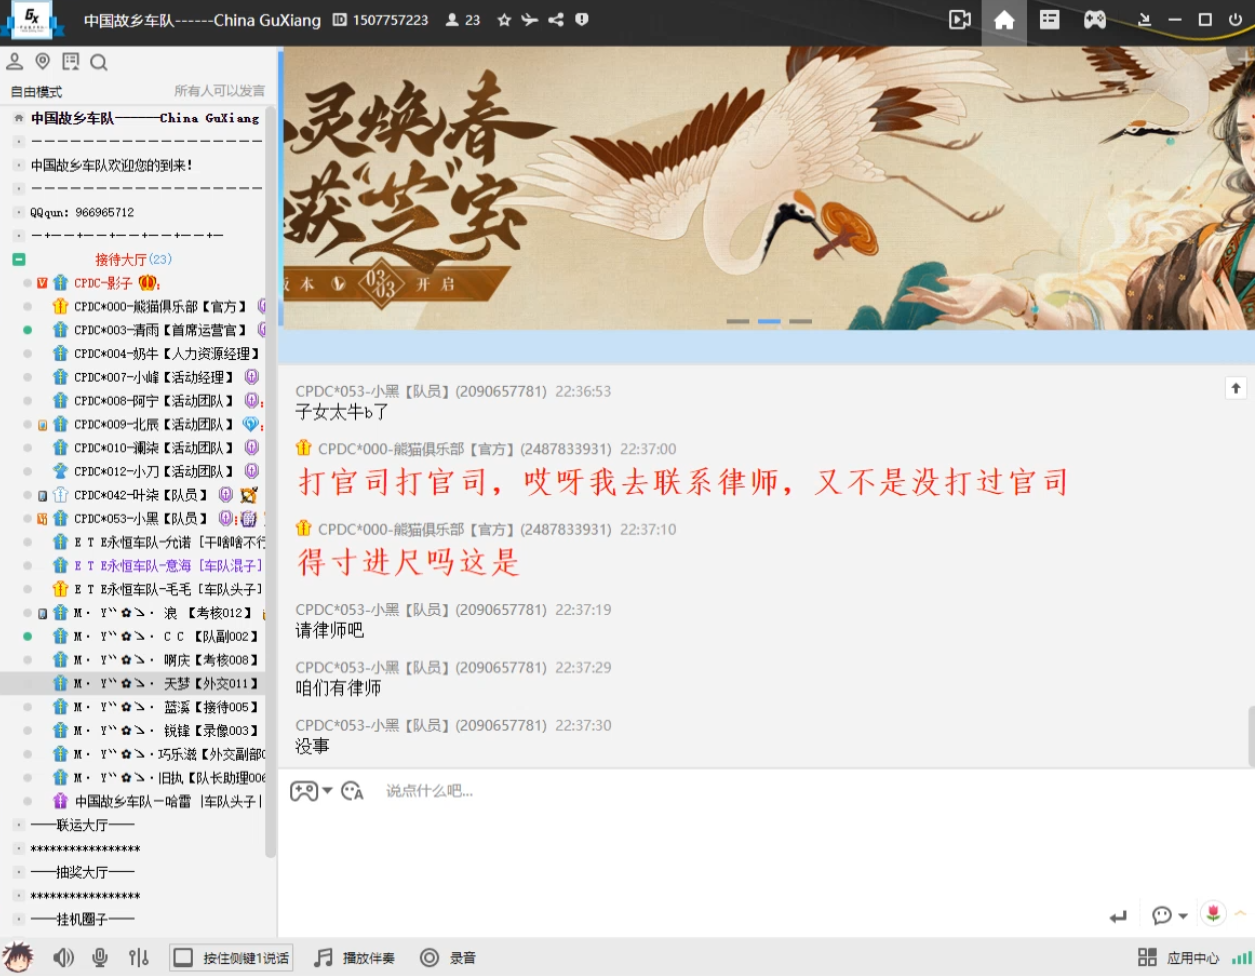 中国故乡车队------China GuXiang ID 1507757223 23
自由模式 所有人可以发言
中国故乡车队------China GuXiang
中国故乡车队欢迎您的到来!
QQqun: 966965712
接待大厅(23)
CPDC-影子
CPDC*000-熊猫俱乐部【官方】
CPDC*003-清雨【首席运营官】
CPDC*004-奶牛【人力资源经理】
CPDC*007-小峰【活动经理】
CPDC*008-阿宁【活动团队】
CPDC*009-北辰【活动团队】
CPDC*010-澜柒【活动团队】
CPDC*012-小刀【活动团队】
CPDC*042-叶柒【队员】
CPDC*053-小黑【队员】
E T E永恒车队-允诺 [干啥啥不行
E T E永恒车队-意海 [车队混子]
E T E永恒车队-毛毛 [车队头子]
M· Y 浪 【考核012】
M· Y C C 【队副002】
M· Y 啊庆【考核008】
M· Y 天梦【外交011】
M· Y 蓝溪【接待005】
M· Y 锐锋【录像003】
M· Y 巧乐滋【外交副部0
M· Y 旧执【队长助理006
中国故乡车队—哈雷 |车队头子|
——联运大厅——
*****************
——抽奖大厅——
*****************
——挂机圈子——
灵焕春
获“芝”宝
版本 03/03 开启
CPDC*053-小黑【队员】(2090657781) 22:36:53
子女太牛b了
CPDC*000-熊猫俱乐部【官方】(2487833931) 22:37:00
打官司打官司，哎呀我去联系律师，又不是没打过官司
CPDC*000-熊猫俱乐部【官方】(2487833931) 22:37:10
得寸进尺吗这是
CPDC*053-小黑【队员】(2090657781) 22:37:19
请律师吧
CPDC*053-小黑【队员】(2090657781) 22:37:29
咱们有律师
CPDC*053-小黑【队员】(2090657781) 22:37:30
没事
说点什么吧...
按住侧键1说话 播放伴奏 录音 应用中心